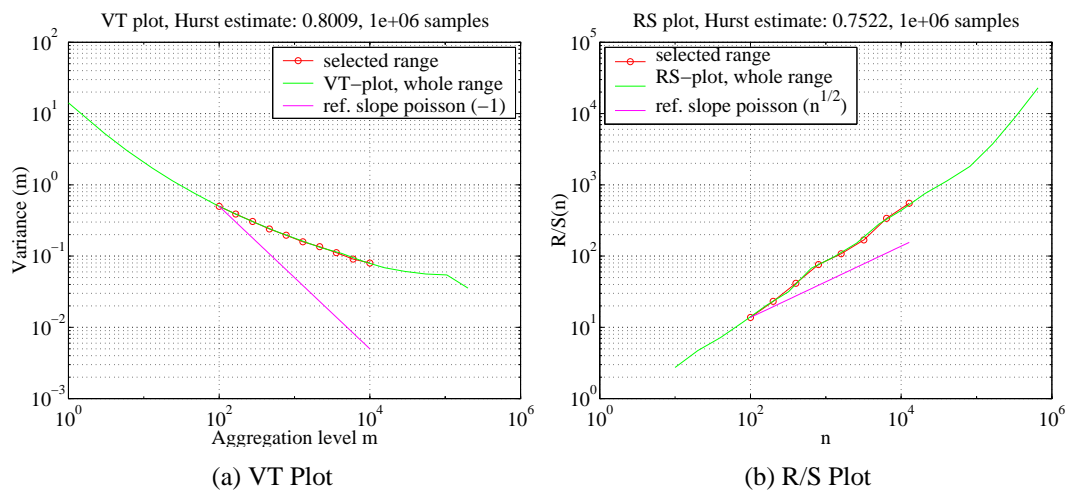 VT plot, Hurst estimate: 0.8009, 1e+06 samples
10^2
10^1
10^0
10^−1
10^−2
10^−3
Variance (m)
selected range
VT−plot, whole range
ref. slope poisson (−1)
10^0
10^2
10^4
10^6
Aggregation level m
(a) VT Plot
RS plot, Hurst estimate: 0.7522, 1e+06 samples
10^5
10^4
10^3
10^2
10^1
10^0
R/S(n)
selected range
RS−plot, whole range
ref. slope poisson (n^1/2)
10^0
10^2
10^4
10^6
n
(b) R/S Plot